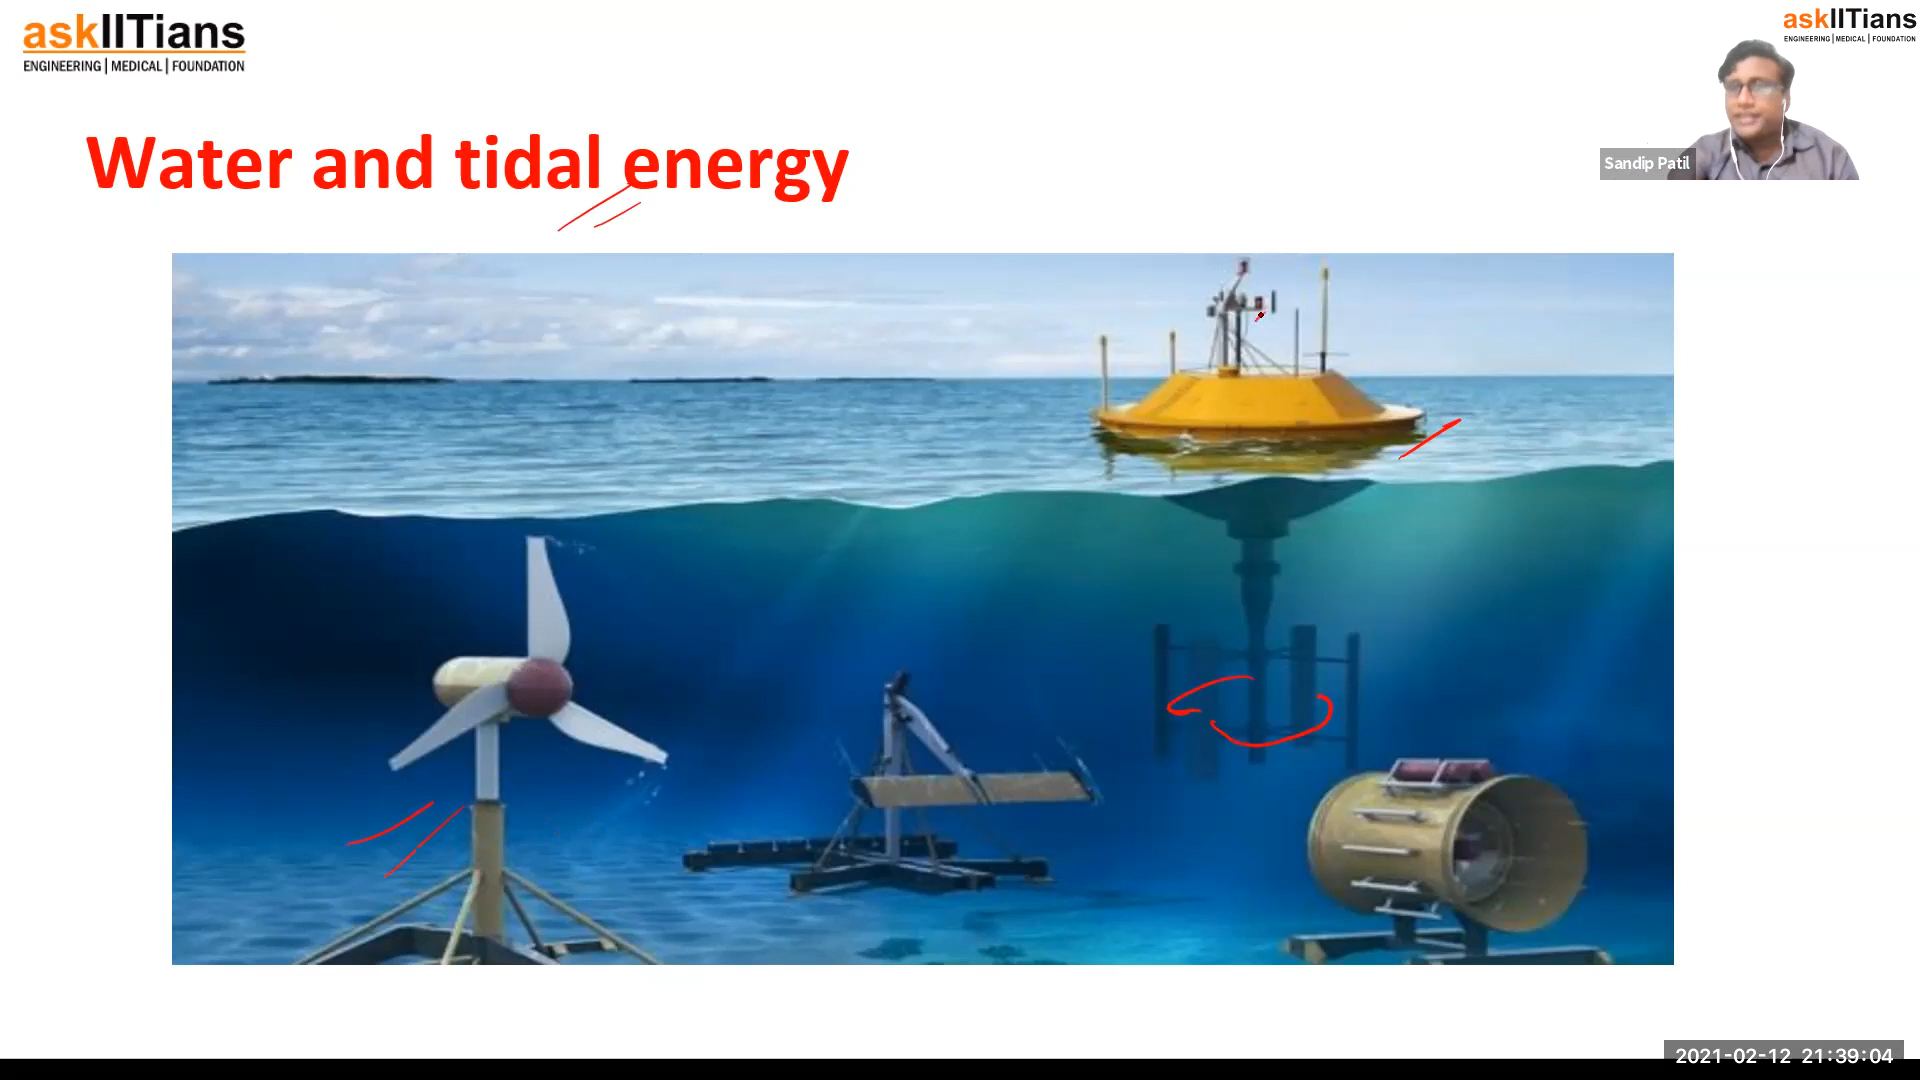 askIITians
ENGINEERING | MEDICAL | FOUNDATION
askIITians
ENGINEERING | MEDICAL | FOUNDATION
Sandip Patil
Water and tidal energy
2021-02-12 21:39:04